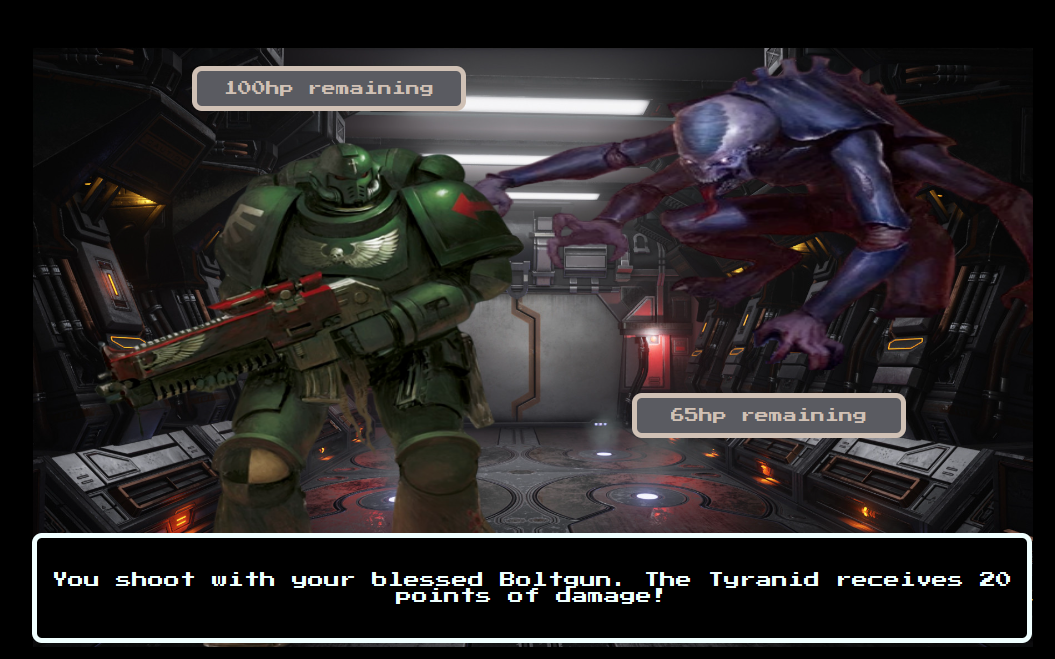 100hp remaining
65hp remaining
You shoot with your blessed Boltgun. The Tyranid receives 20
points of damage!